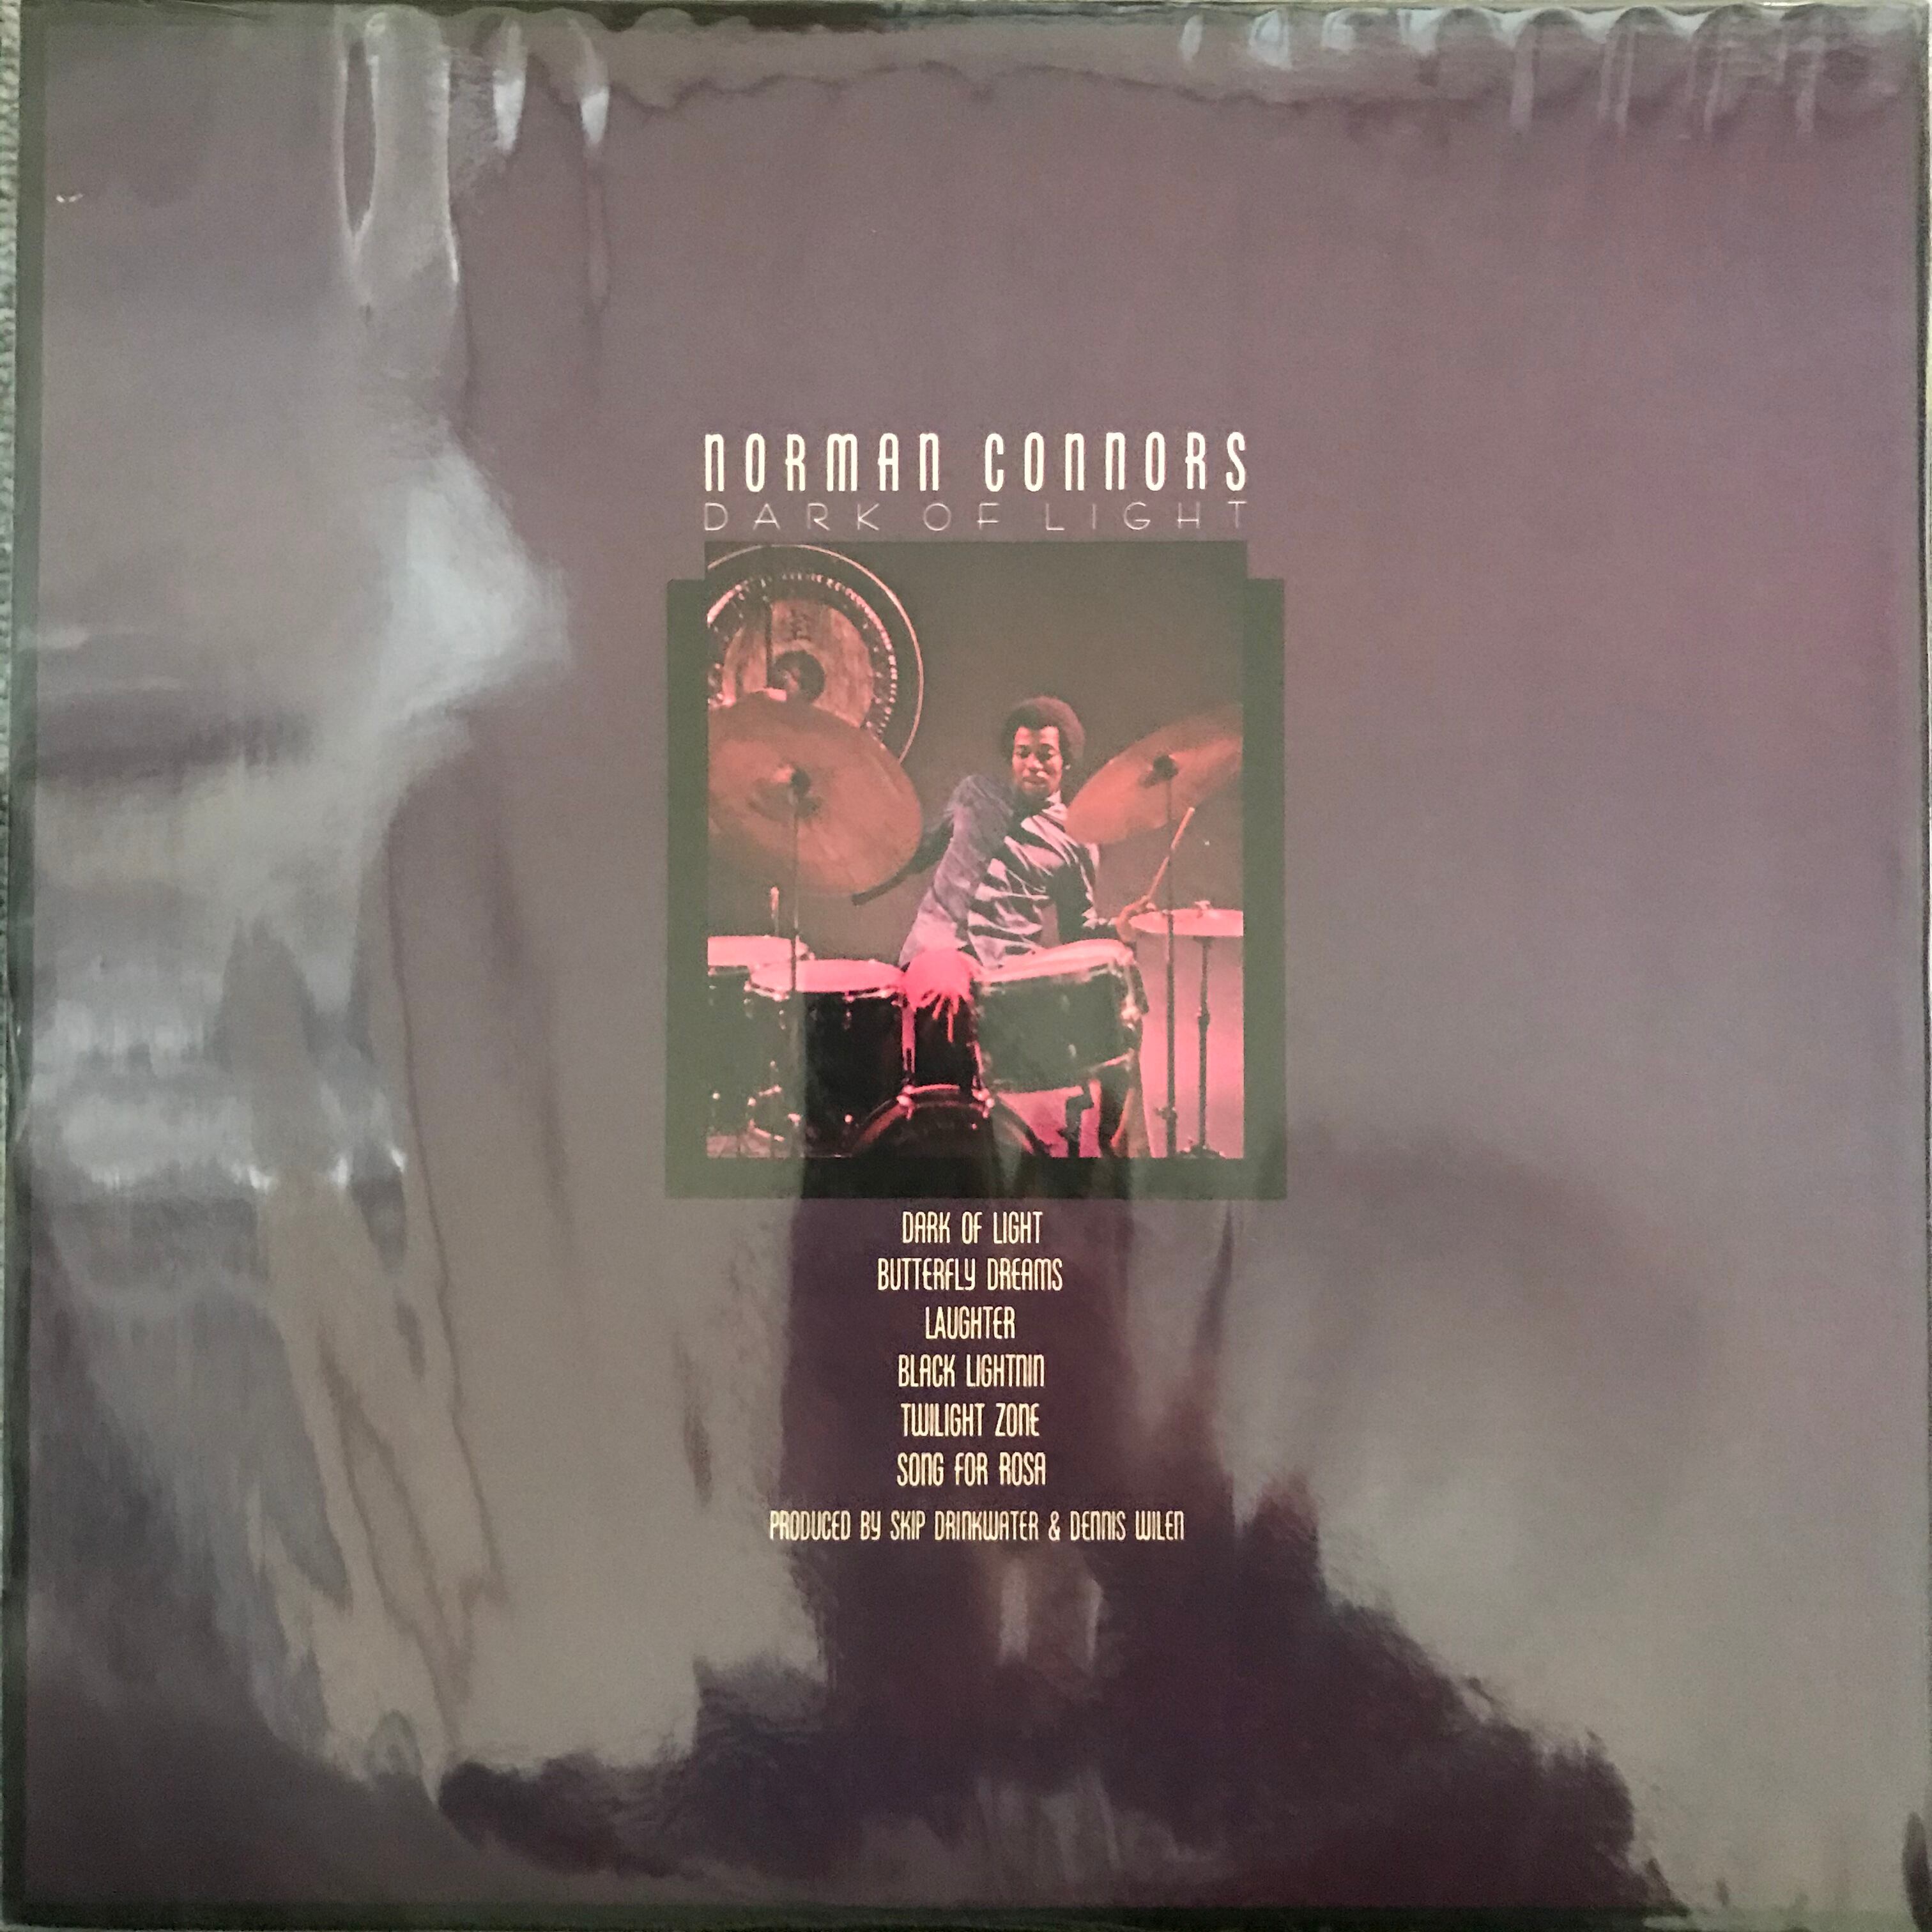 NORMAN CONNORS
DARK OF LIGHT
DARK OF LIGHT
BUTTERFLY DREAMS
LAUGHTER
BLACK LIGHTNIN
TWILIGHT ZONE
SONG FOR ROSA
PRODUCED BY SKIP DRINKWATER & DENNIS WILEN